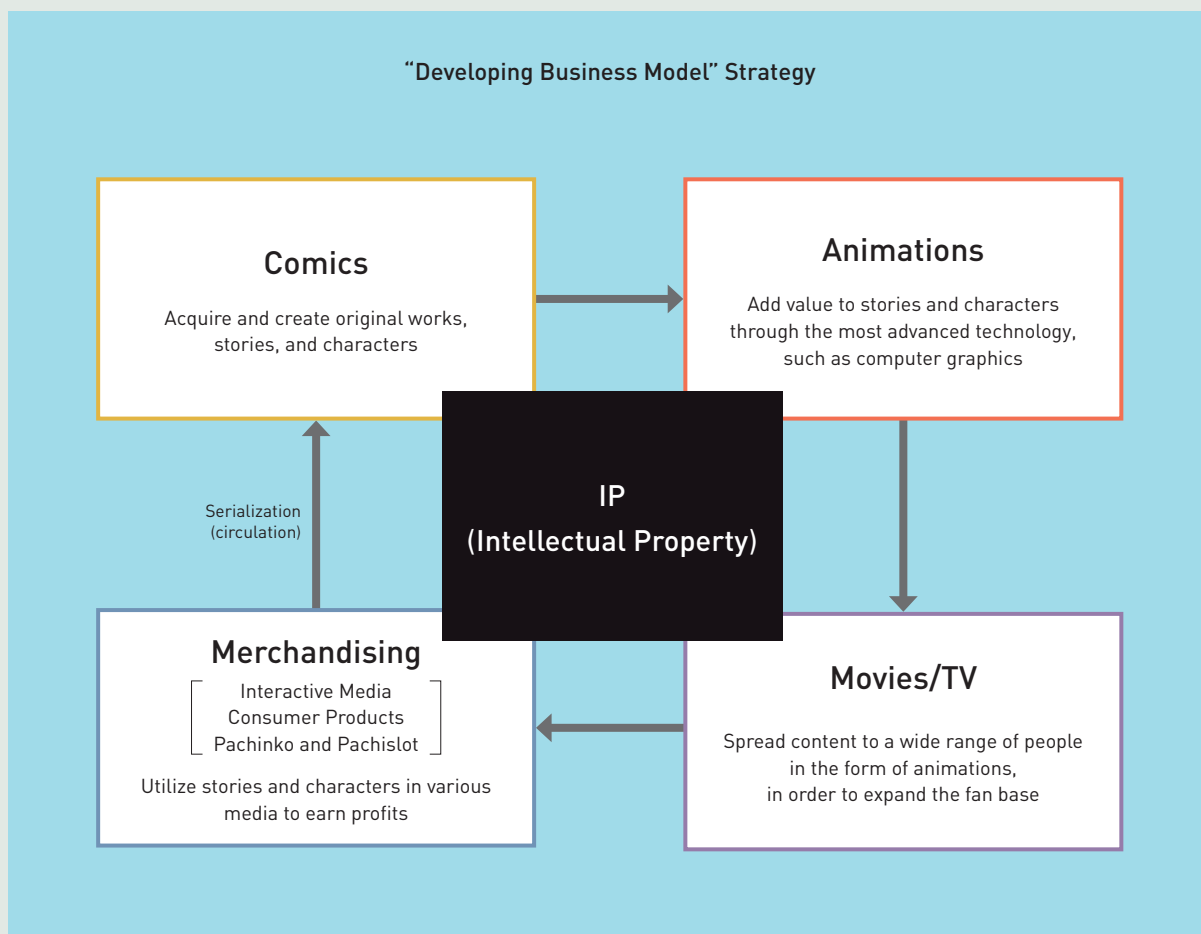 “Developing Business Model” Strategy
Comics
Acquire and create original works,
stories, and characters
Animations
Add value to stories and characters
through the most advanced technology,
such as computer graphics
IP
(Intellectual Property)
Serialization
(circulation)
Merchandising
Interactive Media
Consumer Products
Pachinko and Pachislot
Utilize stories and characters in various
media to earn profits
Movies/TV
Spread content to a wide range of people
in the form of animations,
in order to expand the fan base